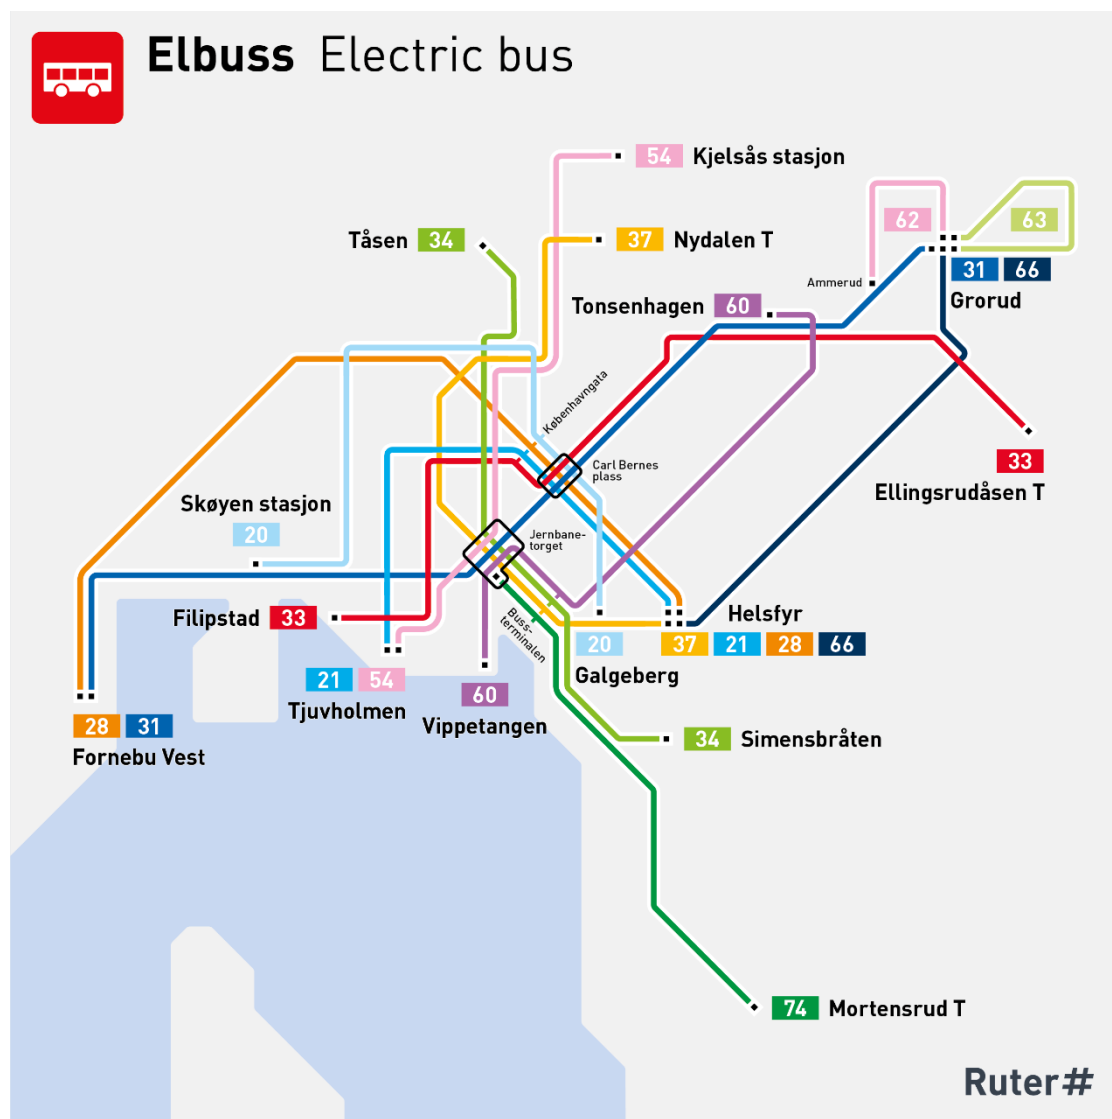 Elbuss Electric bus
54 Kjelsås stasjon
62
63
Tåsen 34
37 Nydalen T
31 66
Grorud
Ammerud
Tonsenhagen 60
Københavngata
Carl Bernes
plass
33
Ellingsrudåsen T
Skøyen stasjon
20
Jernbane-
torget
Filipstad 33
Buss-
terminalen
Helsfyr
20
37 21 28 66
Galgeberg
21 54
Tjuvholmen
60
Vippetangen
28 31
Fornebu Vest
34 Simensbråten
74 Mortensrud T
Ruter#